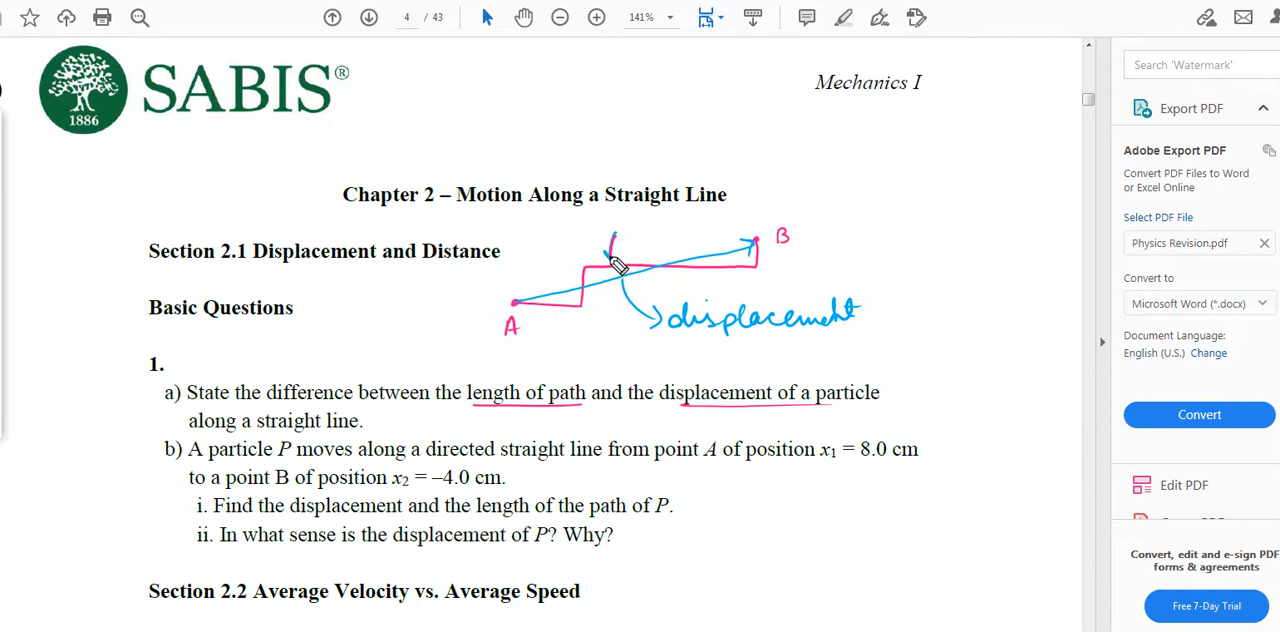 4 / 43
141%
SABIS®
1886
Mechanics I
Search 'Watermark'
Export PDF
Adobe Export PDF
Convert PDF Files to Word
or Excel Online
Select PDF File
Physics Revision.pdf
Convert to
Microsoft Word (*.docx)
Document Language:
English (U.S.) Change
Convert
Edit PDF
Convert, edit and e-sign PDF
forms & agreements
Free 7-Day Trial
Chapter 2 – Motion Along a Straight Line
Section 2.1 Displacement and Distance
B
Basic Questions
A
displacement
1.
a) State the difference between the length of path and the displacement of a particle
along a straight line.
b) A particle P moves along a directed straight line from point A of position x₁ = 8.0 cm
to a point B of position x₂ = –4.0 cm.
i. Find the displacement and the length of the path of P.
ii. In what sense is the displacement of P? Why?
Section 2.2 Average Velocity vs. Average Speed